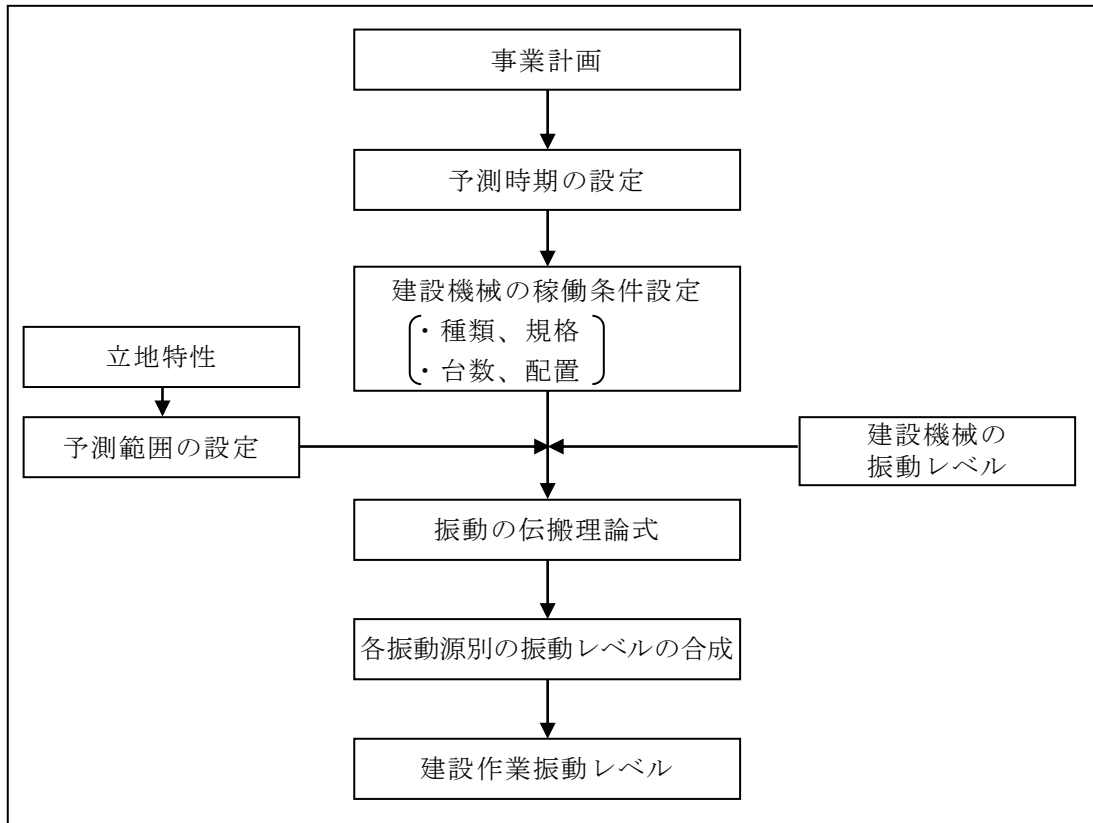 事業計画
予測時期の設定
建設機械の稼働条件設定
・種類、規格
・台数、配置
立地特性
予測範囲の設定
建設機械の
振動レベル
振動の伝搬理論式
各振動源別の振動レベルの合成
建設作業振動レベル